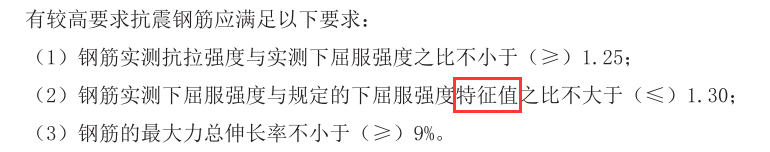 有较高要求抗震钢筋应满足以下要求：
（1）钢筋实测抗拉强度与实测下屈服强度之比不小于（≥）1.25；
（2）钢筋实测下屈服强度与规定的下屈服强度特征值之比不大于（≤）1.30；
（3）钢筋的最大力总伸长率不小于（≥）9%。